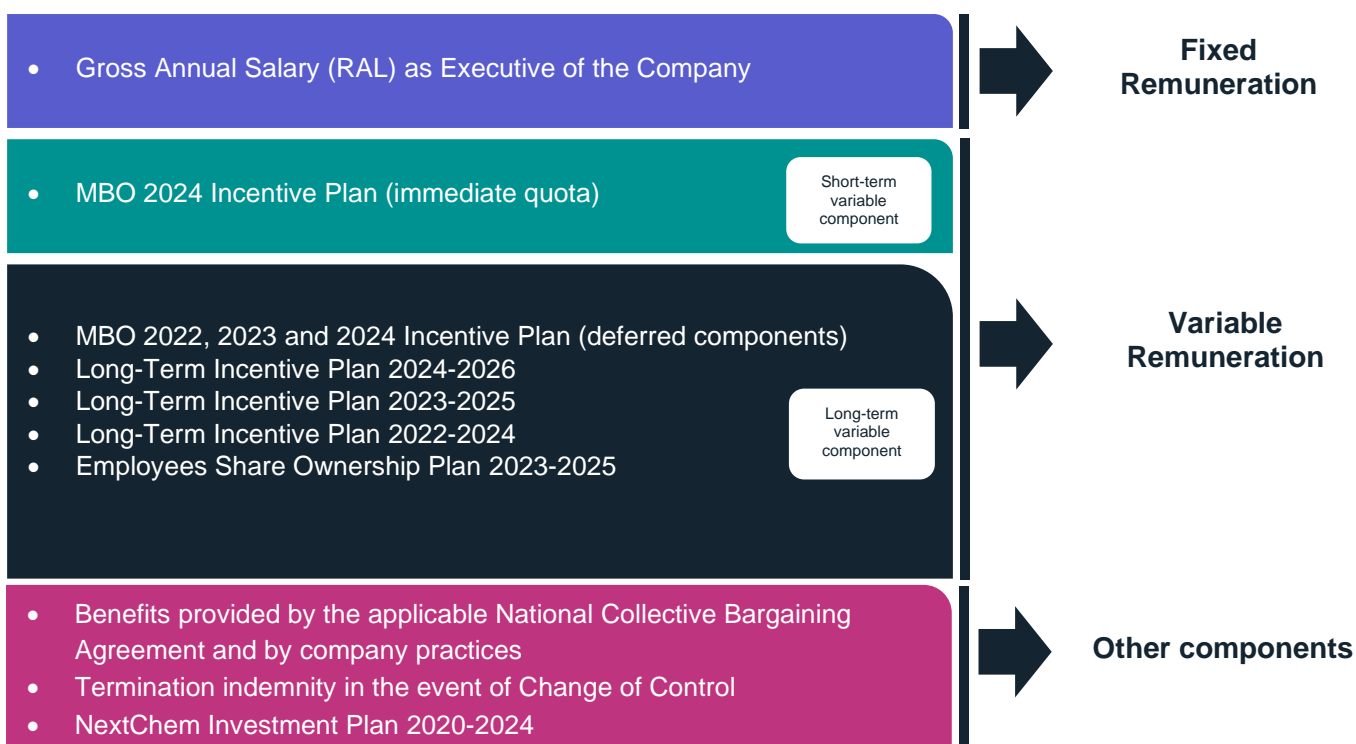 • Gross Annual Salary (RAL) as Executive of the Company
Fixed
Remuneration
• MBO 2024 Incentive Plan (immediate quota)
Short-term
variable
component
• MBO 2022, 2023 and 2024 Incentive Plan (deferred components)
• Long-Term Incentive Plan 2024-2026
• Long-Term Incentive Plan 2023-2025
• Long-Term Incentive Plan 2022-2024
• Employees Share Ownership Plan 2023-2025
Long-term
variable
component
Variable
Remuneration
• Benefits provided by the applicable National Collective Bargaining
Agreement and by company practices
• Termination indemnity in the event of Change of Control
• NextChem Investment Plan 2020-2024
Other components